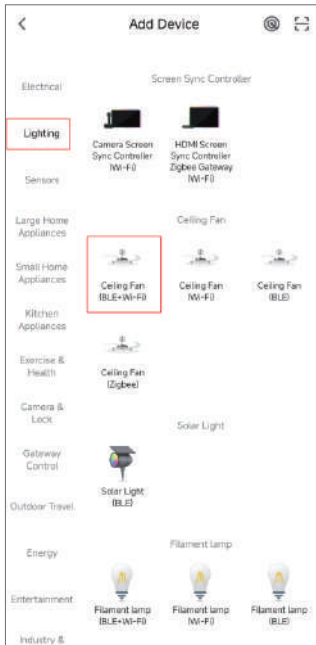 Add Device
Electrical
Lighting
Sensors
Large Home
Appliances
Small Home
Appliances
Kitchen
Appliances
Exercise &
Health
Camera &
Lock
Gateway
Control
Outdoor Travel
Energy
Entertainment
Industry &
Screen Sync Controller
Camera Screen
Sync Controller
(Wi-Fi)
HDMI Screen
Sync Controller
Zigbee Gateway
(Wi-Fi)
Ceiling Fan
Ceiling Fan
(BLE+Wi-Fi)
Ceiling Fan
(Wi-Fi)
Ceiling Fan
(BLE)
Ceiling Fan
(Zigbee)
Solar Light
Solar Light
(BLE)
Filament lamp
Filament lamp
(BLE+Wi-Fi)
Filament lamp
(Wi-Fi)
Filament lamp
(BLE)